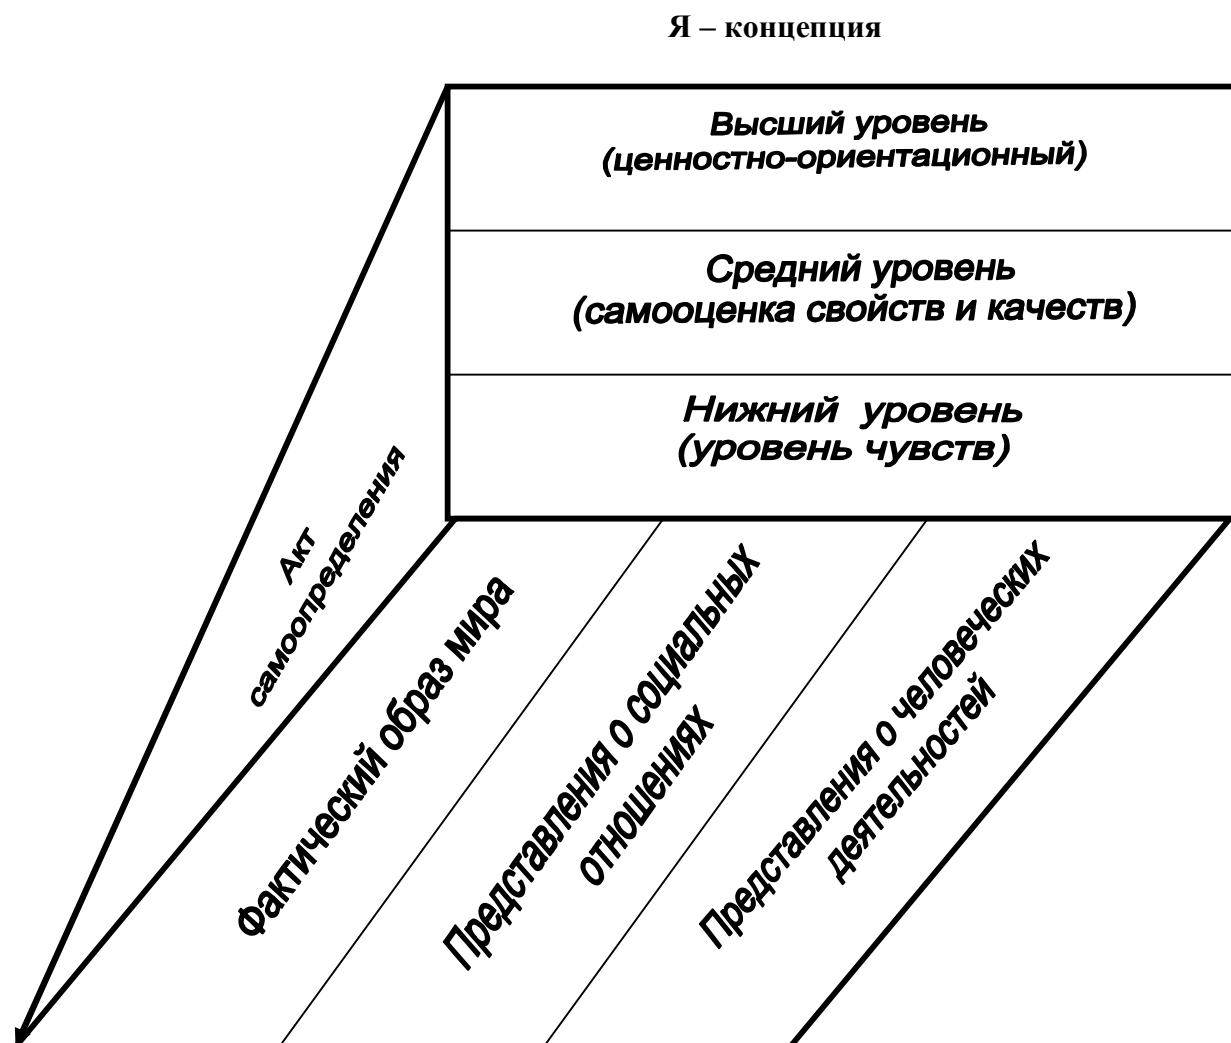 Я – концепция
Высший уровень
(ценностно-ориентационный)
Средний уровень
(самооценка свойств и качеств)
Нижний уровень
(уровень чувств)
Акт
самоопределения
Фактический образ мира
Представления о социальных
отношениях
Представления о человеческих
деятельностей